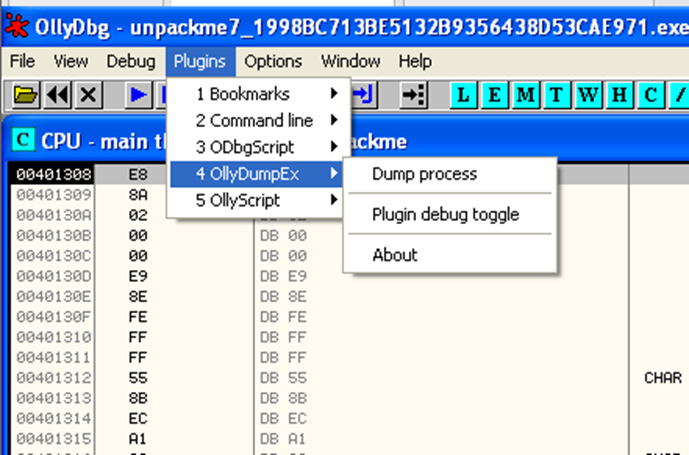 OllyDbg - unpackme7_1998BC713BE5132B9356438D53CAE971.exe
File View Debug Plugins Options Window Help
L E M T W H C /
1 Bookmarks
2 Command line
3 ODbgScript
4 OllyDumpEx
5 OllyScript
Dump process
Plugin debug toggle
About
C CPU - main th ckme
00401308 E8
00401309 8A
0040130A 02
0040130B 00 DB 00
0040130C 00 DB 00
0040130D E9 DB E9
0040130E 8E DB 8E
0040130F FE DB FE
00401310 FF DB FF
00401311 FF DB FF
00401312 55 DB 55 CHAR
00401313 8B DB 8B
00401314 EC DB EC
00401315 A1 DB A1